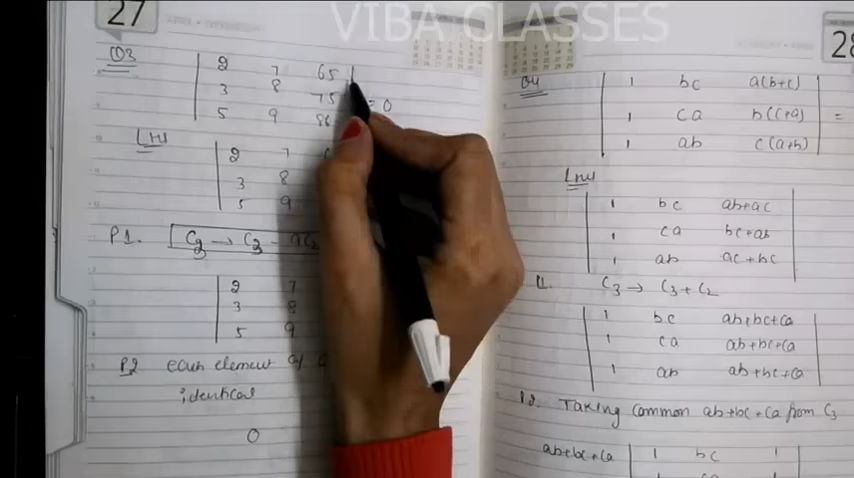 VIBA CLASSES
27
Q3
2 7 65
3 8 75 = 0
5 9 86
LHS
2 7
3 8
5 9
P1. C3 → C3 - 9C2
2 7
3 8
5 9
P2 each element of
identical
0
28
Q4
1 bc a(b+c)
1 ca b(c+a) =
1 ab c(a+b)
LHS
1 bc ab+ac
1 ca bc+ab
1 ab ac+bc
C3 → C3 + C2
1 bc ab+bc+ca
1 ca ab+bc+ca
1 ab ab+bc+ca
P2. Taking common ab+bc+ca from C3
ab+bc+ca 1 bc 1
ca